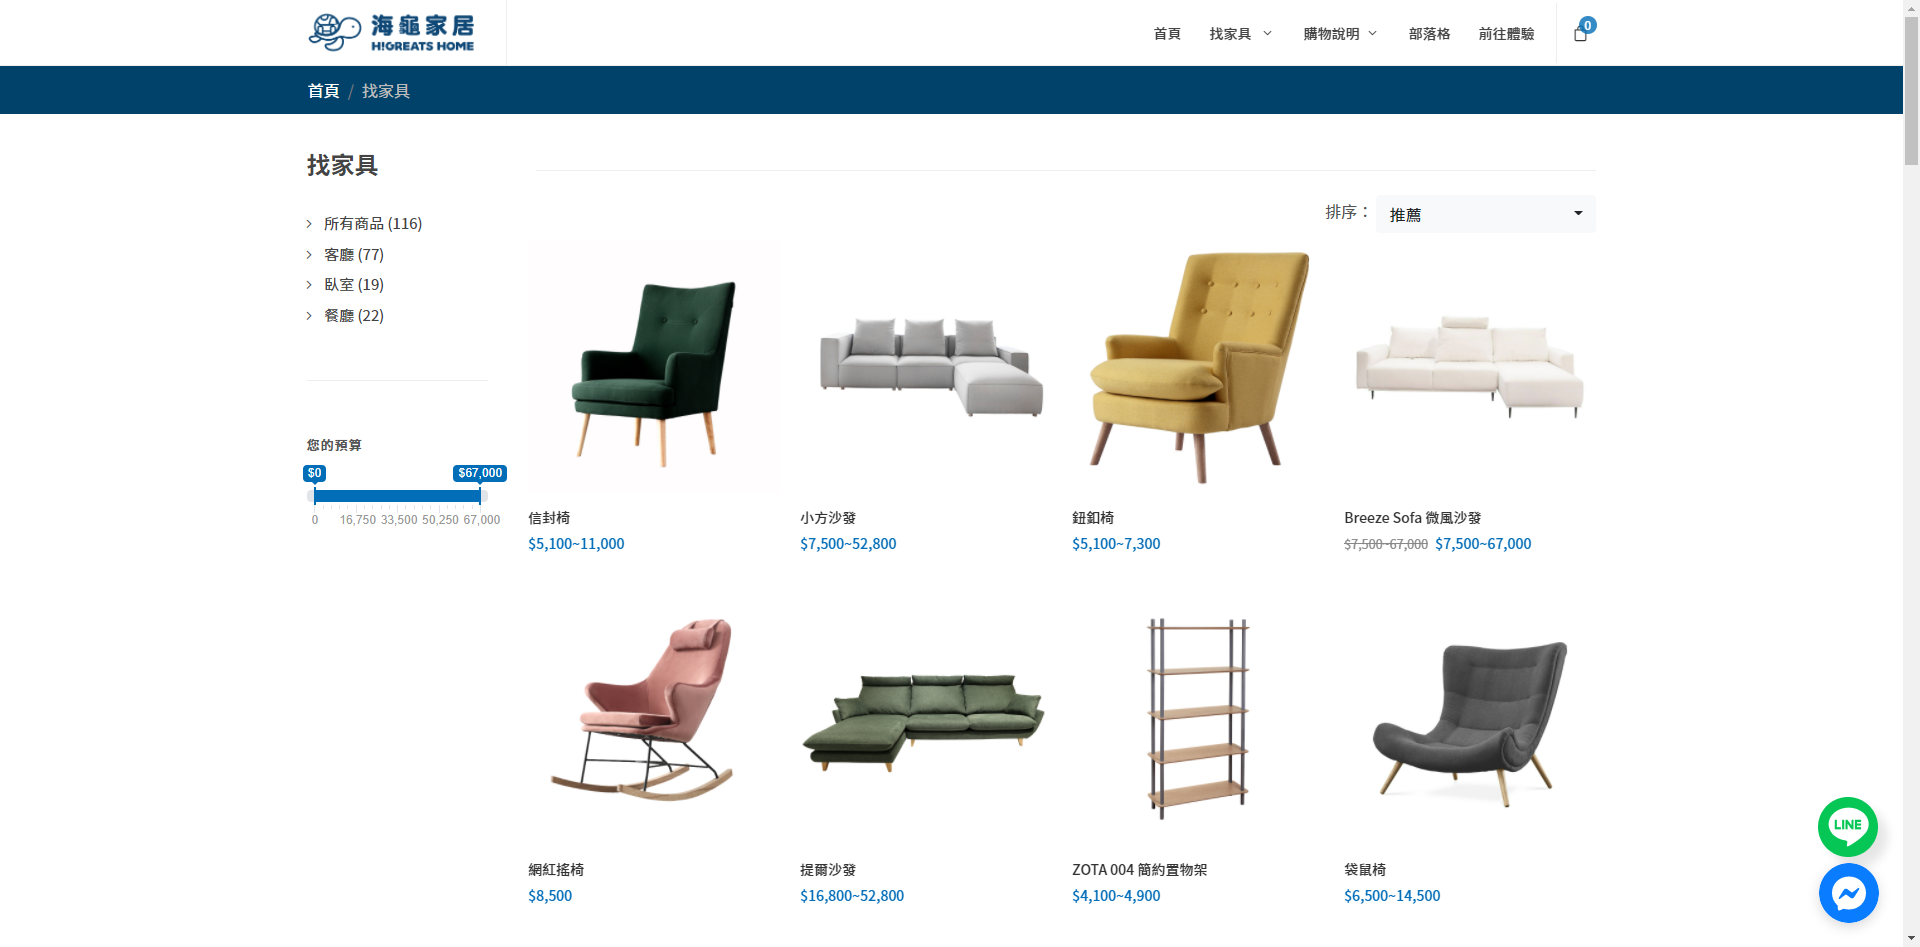 海龜家居
H!GREATS HOME
首頁
找家具
購物說明
部落格
前往體驗
0
首頁 / 找家具
找家具
所有商品 (116)
客廳 (77)
臥室 (19)
餐廳 (22)
您的預算
$0
$67,000
0 16,750 33,500 50,250 67,000
排序：
推薦
信封椅
$5,100~11,000
小方沙發
$7,500~52,800
鈕釦椅
$5,100~7,300
Breeze Sofa 微風沙發
$7,500~67,000 $7,500~67,000
網紅搖椅
$8,500
提爾沙發
$16,800~52,800
ZOTA 004 簡約置物架
$4,100~4,900
袋鼠椅
$6,500~14,500
LINE